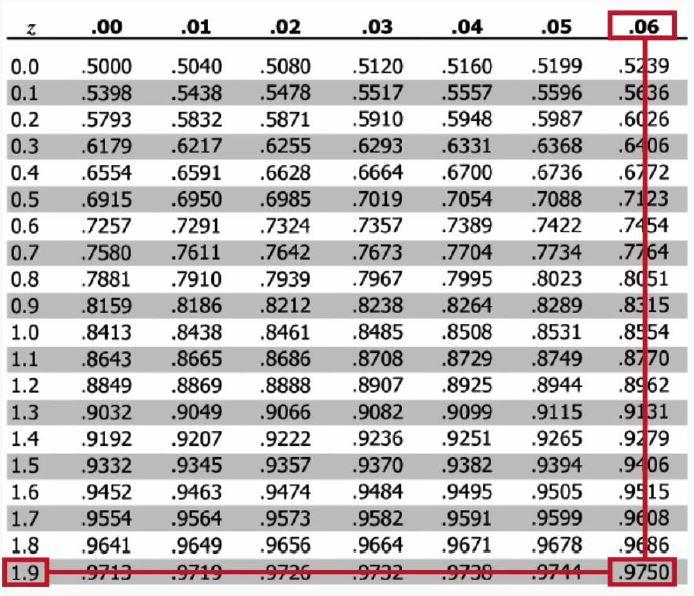 z .00 .01 .02 .03 .04 .05 .06
0.0 .5000 .5040 .5080 .5120 .5160 .5199 .5239
0.1 .5398 .5438 .5478 .5517 .5557 .5596 .5636
0.2 .5793 .5832 .5871 .5910 .5948 .5987 .6026
0.3 .6179 .6217 .6255 .6293 .6331 .6368 .6406
0.4 .6554 .6591 .6628 .6664 .6700 .6736 .6772
0.5 .6915 .6950 .6985 .7019 .7054 .7088 .7123
0.6 .7257 .7291 .7324 .7357 .7389 .7422 .7454
0.7 .7580 .7611 .7642 .7673 .7704 .7734 .7764
0.8 .7881 .7910 .7939 .7967 .7995 .8023 .8051
0.9 .8159 .8186 .8212 .8238 .8264 .8289 .8315
1.0 .8413 .8438 .8461 .8485 .8508 .8531 .8554
1.1 .8643 .8665 .8686 .8708 .8729 .8749 .8770
1.2 .8849 .8869 .8888 .8907 .8925 .8944 .8962
1.3 .9032 .9049 .9066 .9082 .9099 .9115 .9131
1.4 .9192 .9207 .9222 .9236 .9251 .9265 .9279
1.5 .9332 .9345 .9357 .9370 .9382 .9394 .9406
1.6 .9452 .9463 .9474 .9484 .9495 .9505 .9515
1.7 .9554 .9564 .9573 .9582 .9591 .9599 .9608
1.8 .9641 .9649 .9656 .9664 .9671 .9678 .9686
1.9 .9713 .9719 .9726 .9732 .9738 .9744 .9750